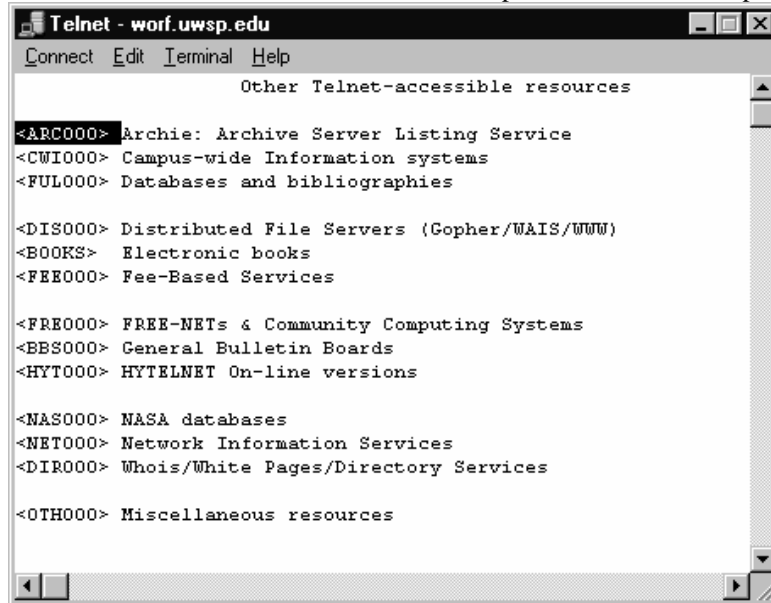 Telnet - worf.uwsp.edu
Connect Edit Terminal Help
Other Telnet-accessible resources
<ARC000> Archie: Archive Server Listing Service
<CWI000> Campus-wide Information systems
<FUL000> Databases and bibliographies
<DIS000> Distributed File Servers (Gopher/WAIS/WWW)
<BOOKS> Electronic books
<FEE000> Fee-Based Services
<FRE000> FREE-NETs & Community Computing Systems
<BBS000> General Bulletin Boards
<HYT000> HYTELNET On-line versions
<NAS000> NASA databases
<NET000> Network Information Services
<DIR000> Whois/White Pages/Directory Services
<OTH000> Miscellaneous resources